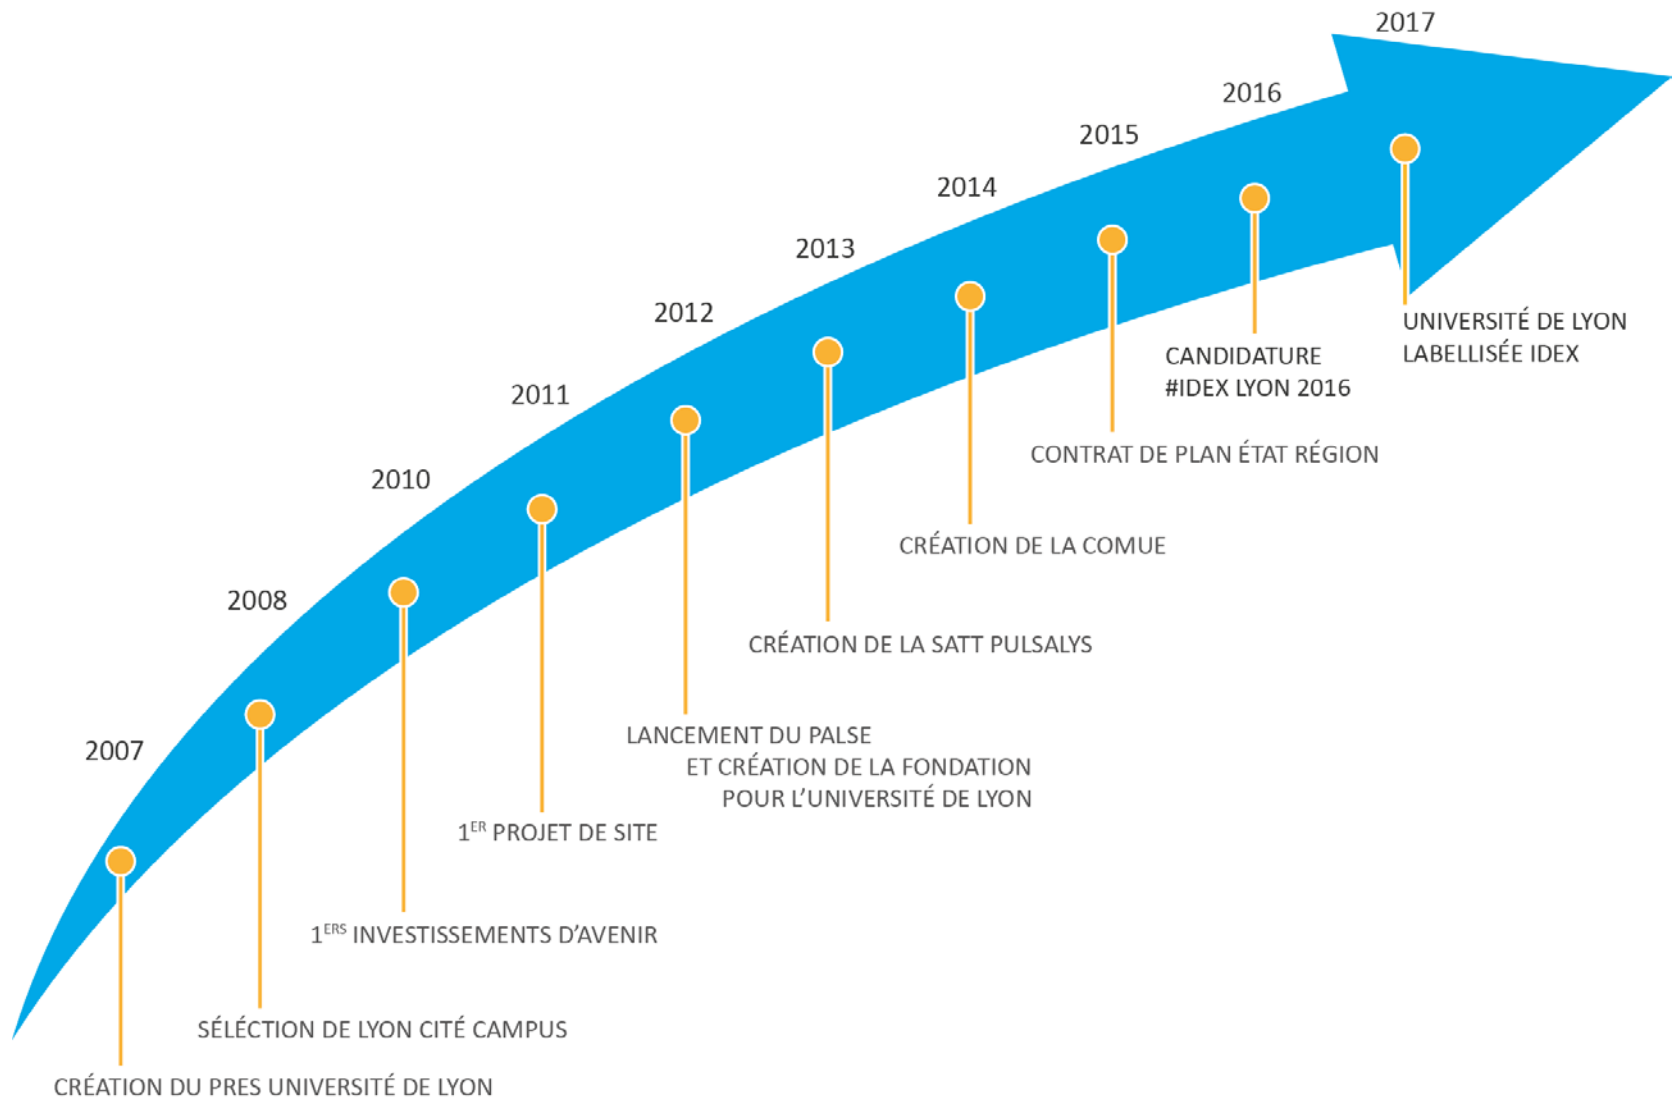 2017
2016
2015
2014
2013
2012
2011
2010
2008
2007
UNIVERSITÉ DE LYON
LABELLISÉE IDEX
CANDIDATURE
#IDEX LYON 2016
CONTRAT DE PLAN ÉTAT RÉGION
CRÉATION DE LA COMUE
CRÉATION DE LA SATT PULSALYS
LANCEMENT DU PALSE
ET CRÉATION DE LA FONDATION
POUR L'UNIVERSITÉ DE LYON
1ER PROJET DE SITE
1ERS INVESTISSEMENTS D'AVENIR
SÉLÉCTION DE LYON CITÉ CAMPUS
CRÉATION DU PRES UNIVERSITÉ DE LYON